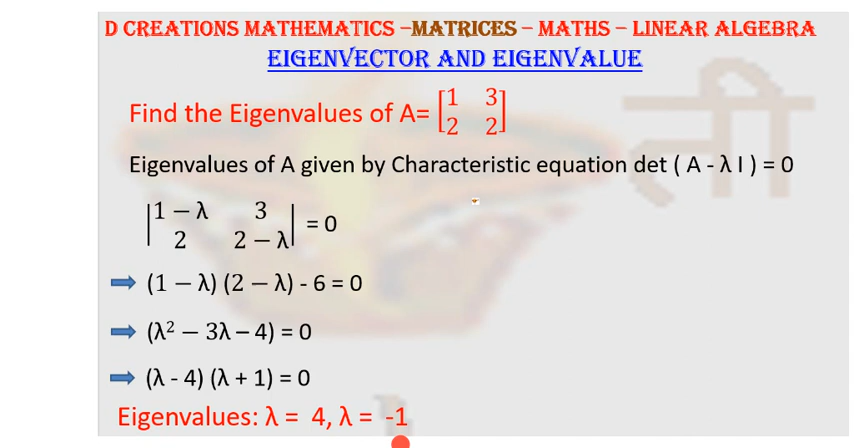 D CREATIONS MATHEMATICS –MATRICES – MATHS – LINEAR ALGEBRA
EIGENVECTOR AND EIGENVALUE
Find the Eigenvalues of A= [1 3
2 2]
Eigenvalues of A given by Characteristic equation det ( A - λ I ) = 0
|1 − λ 3
2 2 − λ| = 0
(1 − λ) (2 − λ) - 6 = 0
(λ² − 3λ − 4) = 0
(λ - 4) (λ + 1) = 0
Eigenvalues: λ = 4, λ = -1
नी